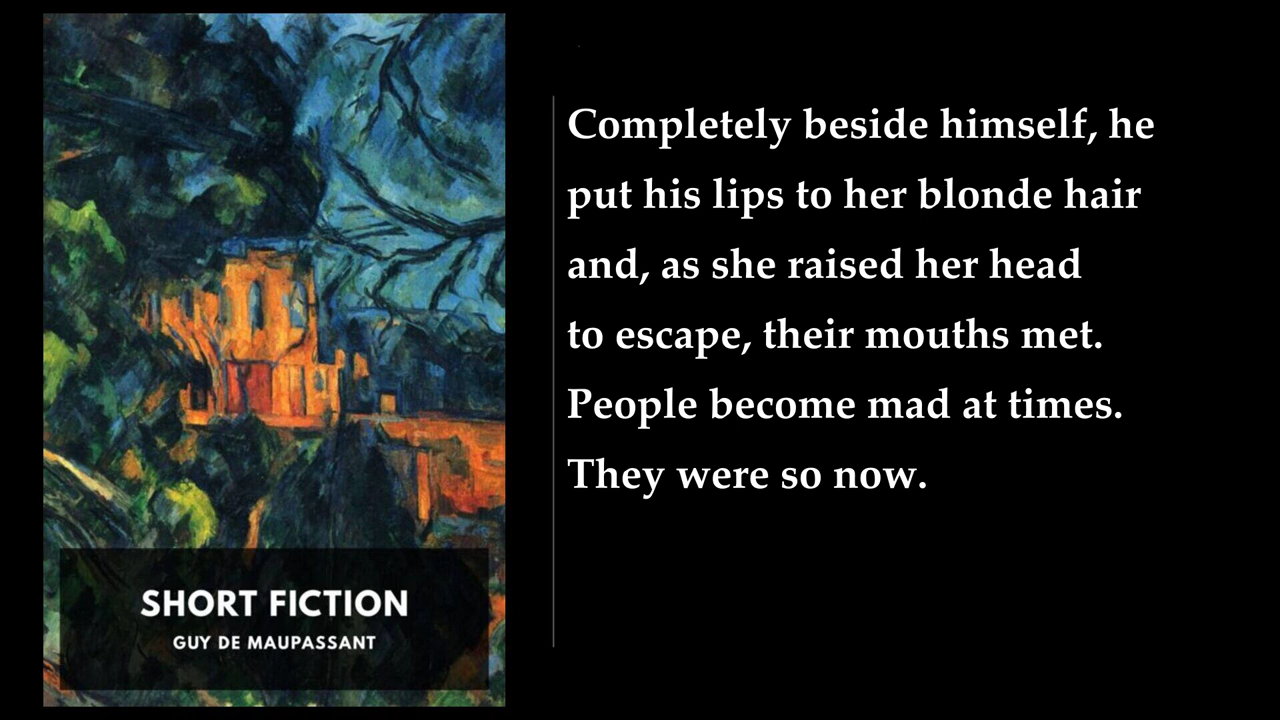 SHORT FICTION
GUY DE MAUPASSANT
Completely beside himself, he
put his lips to her blonde hair
and, as she raised her head
to escape, their mouths met.
People become mad at times.
They were so now.